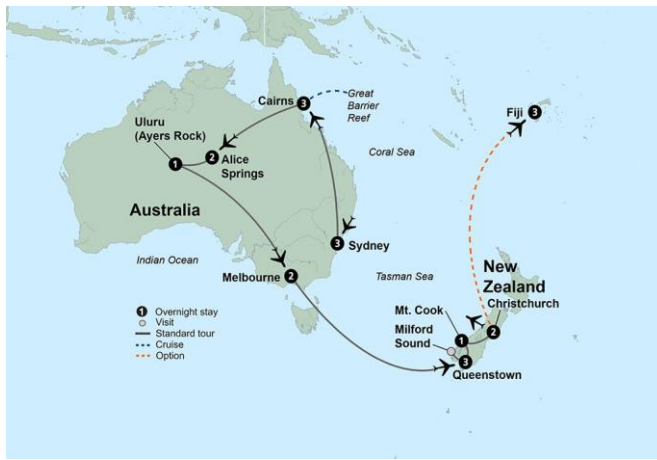 Cairns
3
Great
Barrier
Reef
Fiji
3
Uluru
(Ayers Rock)
1
2
Alice
Springs
Coral Sea
Australia
3
Sydney
Indian Ocean
Melbourne
2
Tasman Sea
New
Zealand
Christchurch
Mt. Cook
1
2
Milford
Sound
3
Queenstown
1 Overnight stay
Visit
Standard tour
Cruise
Option